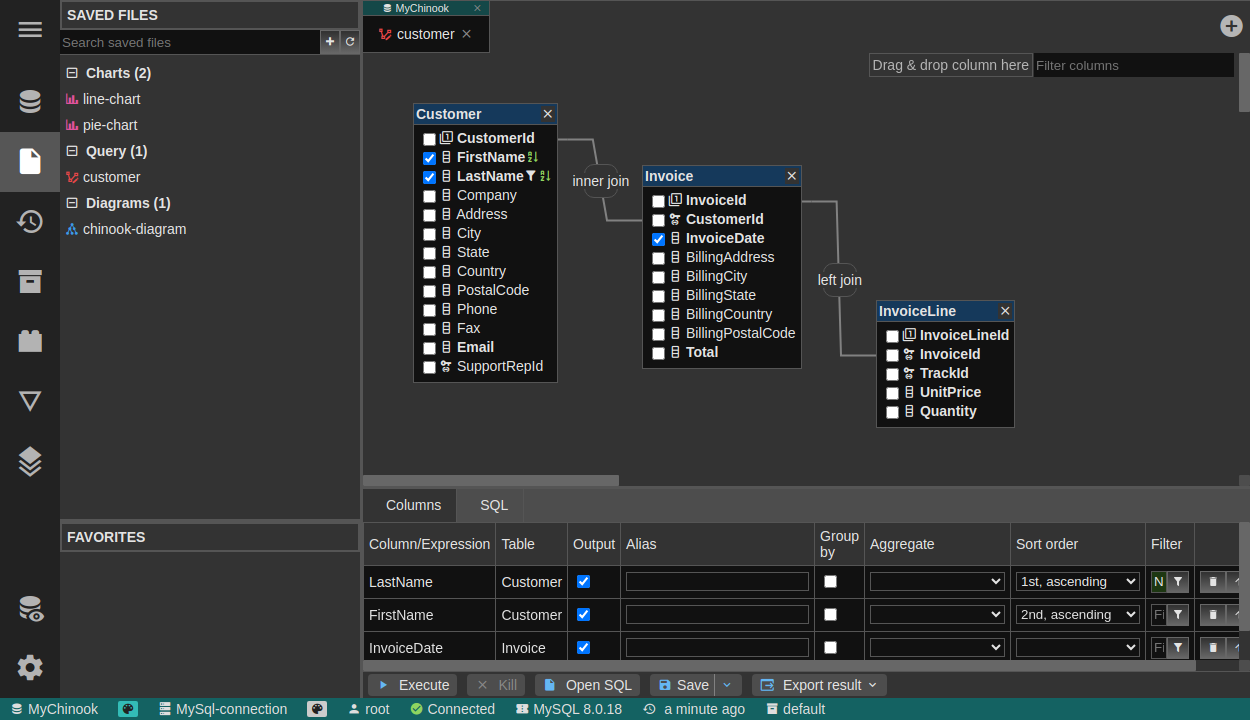 SAVED FILES
Search saved files
Charts (2)
line-chart
pie-chart
Query (1)
customer
Diagrams (1)
chinook-diagram
FAVORITES
MyChinook
customer
Drag & drop column here
Filter columns
Customer
CustomerId
FirstName
LastName
Company
Address
City
State
Country
PostalCode
Phone
Fax
Email
SupportRepId
inner join
Invoice
InvoiceId
CustomerId
InvoiceDate
BillingAddress
BillingCity
BillingState
BillingCountry
BillingPostalCode
Total
left join
InvoiceLine
InvoiceLineId
InvoiceId
TrackId
UnitPrice
Quantity
Columns SQL
Column/Expression Table Output Alias Group by Aggregate Sort order Filter
LastName Customer 1st, ascending N
FirstName Customer 2nd, ascending Fi
InvoiceDate Invoice Fi
Execute Kill Open SQL Save Export result
MyChinook MySql-connection root Connected MySQL 8.0.18 a minute ago default